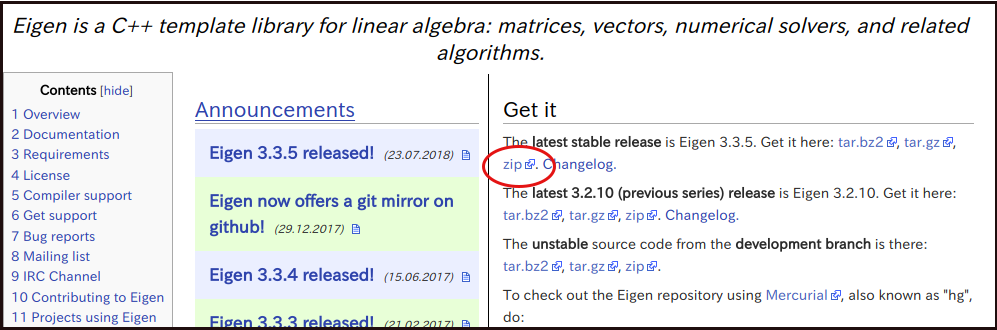 Eigen is a C++ template library for linear algebra: matrices, vectors, numerical solvers, and related
algorithms.
Contents [hide]
1 Overview
2 Documentation
3 Requirements
4 License
5 Compiler support
6 Get support
7 Bug reports
8 Mailing list
9 IRC Channel
10 Contributing to Eigen
11 Projects using Eigen
Announcements
Eigen 3.3.5 released! (23.07.2018)
Eigen now offers a git mirror on
github! (29.12.2017)
Eigen 3.3.4 released! (15.06.2017)
Eigen 3.3.3 released! (21.02.2017)
Get it
The latest stable release is Eigen 3.3.5. Get it here: tar.bz2, tar.gz,
zip. Changelog.
The latest 3.2.10 (previous series) release is Eigen 3.2.10. Get it here:
tar.bz2, tar.gz, zip. Changelog.
The unstable source code from the development branch is there:
tar.bz2, tar.gz, zip.
To check out the Eigen repository using Mercurial, also known as "hg",
do: